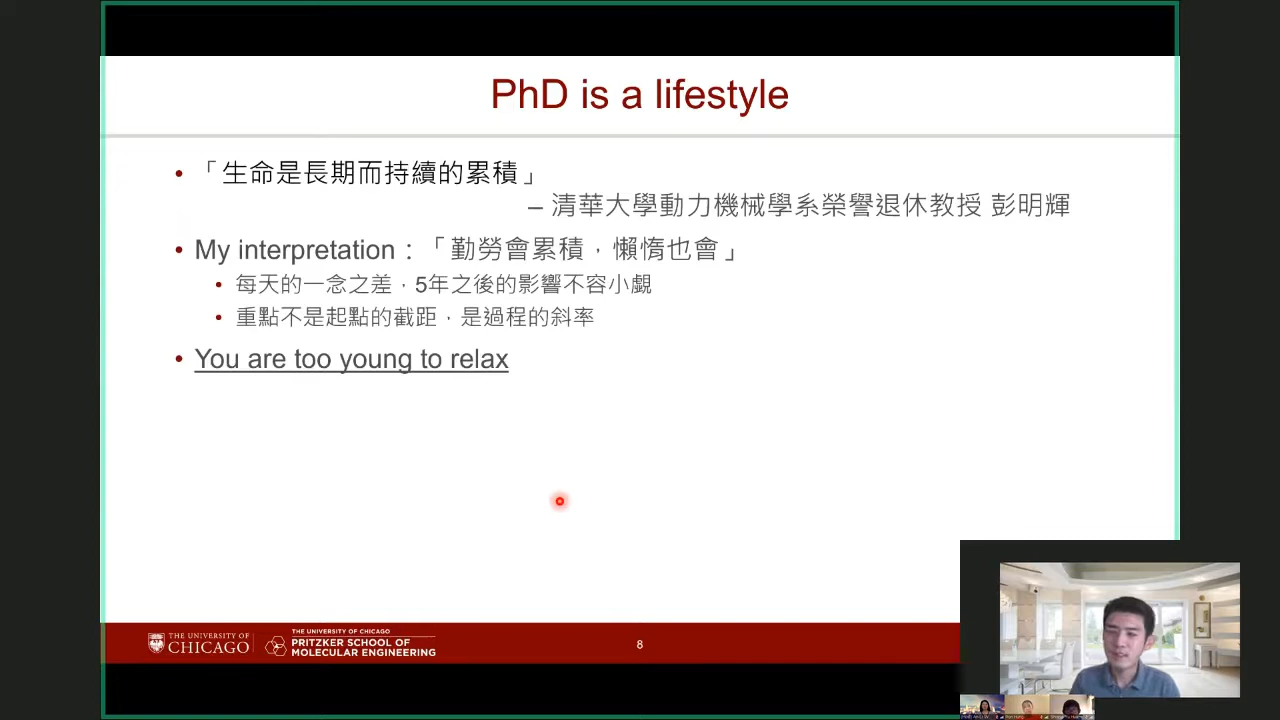 PhD is a lifestyle
• 「生命是長期而持續的累積」
– 清華大學動力機械學系榮譽退休教授 彭明輝
• My interpretation：「勤勞會累積，懶惰也會」
• 每天的一念之差，5年之後的影響不容小覷
• 重點不是起點的截距，是過程的斜率
• You are too young to relax
THE UNIVERSITY OF
CHICAGO
THE UNIVERSITY OF CHICAGO
PRITZKER SCHOOL OF
MOLECULAR ENGINEERING
8